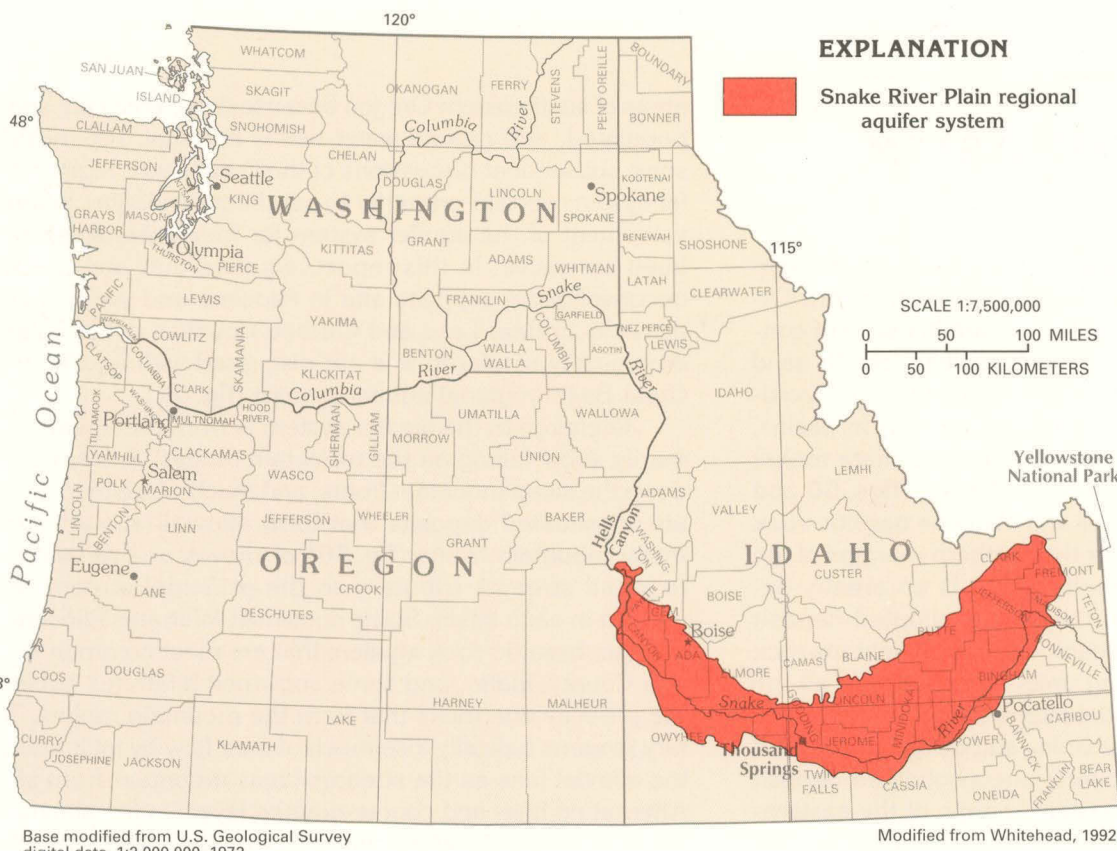 120°
EXPLANATION
Snake River Plain regional
aquifer system
48°
115°
SCALE 1:7,500,000
0 50 100 MILES
0 50 100 KILOMETERS
Yellowstone
National Park
Pacific Ocean
WASHINGTON
WHATCOM
SAN JUAN
SKAGIT
ISLAND
SNOHOMISH
CLALLAM
JEFFERSON
OKANOGAN
FERRY
STEVENS
PEND OREILLE
BOUNDARY
BONNER
Columbia
River
CHELAN
DOUGLAS
LINCOLN
Spokane
SPOKANE
KOOTENAI
Seattle
KING
GRAYS
HARBOR
MASON
Olympia
THURSTON
PIERCE
KITTITAS
GRANT
ADAMS
WHITMAN
BENEWAH
SHOSHONE
LATAH
CLEARWATER
PACIFIC
LEWIS
YAKIMA
FRANKLIN
Snake
GARFIELD
COLUMBIA
ASOTIN
NEZ PERCE
LEWIS
River
COWLITZ
SKAMANIA
BENTON
River
WALLA
WALLA
KLICKITAT
Columbia
CLARK
IDAHO
OREGON
CLATSOP
COLUMBIA
TILLAMOOK
Portland
MULTNOMAH
HOOD
RIVER
SHERMAN
GILLIAM
MORROW
UMATILLA
WALLOWA
YAMHILL
CLACKAMAS
WASCO
UNION
Salem
POLK
MARION
LINCOLN
BENTON
LINN
JEFFERSON
WHEELER
GRANT
BAKER
Hells
Canyon
ADAMS
WASHING-
TON
VALLEY
LEMHI
IDAHO
Eugene
LANE
CROOK
DESCHUTES
CUSTER
BOISE
CLARK
FREMONT
JEFFERSON
MADISON
TETON
GEM
CANYON
ADA
Boise
ELMORE
CAMAS
BLAINE
BUTTE
BONNEVILLE
BINGHAM
COOS
DOUGLAS
LAKE
HARNEY
MALHEUR
OWYHEE
Snake
GOODING
LINCOLN
MINIDOKA
JEROME
River
Pocatello
POWER
BANNOCK
CARIBOU
Thousand
Springs
TWIN
FALLS
CASSIA
ONEIDA
FRANKLIN
BEAR
LAKE
CURRY
JOSEPHINE
JACKSON
KLAMATH
Base modified from U.S. Geological Survey
Modified from Whitehead, 1992